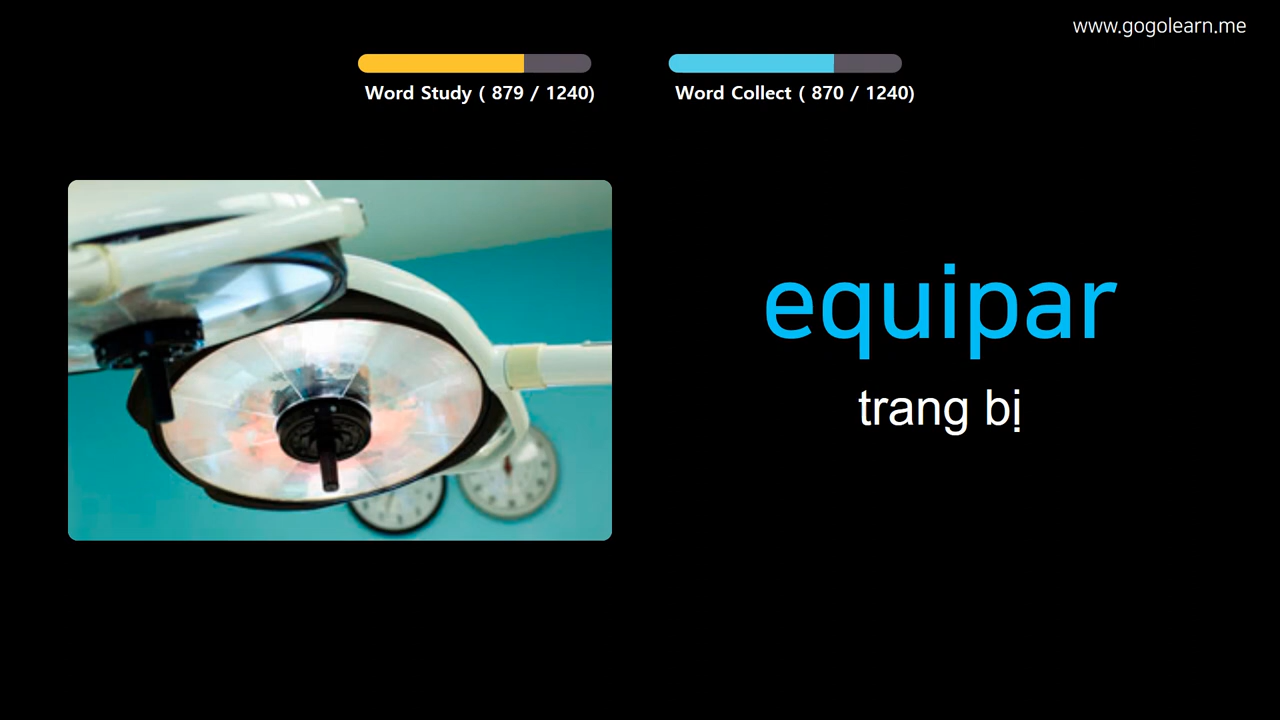 www.gogolearn.me
Word Study ( 879 / 1240)
Word Collect ( 870 / 1240)
equipar
trang bị